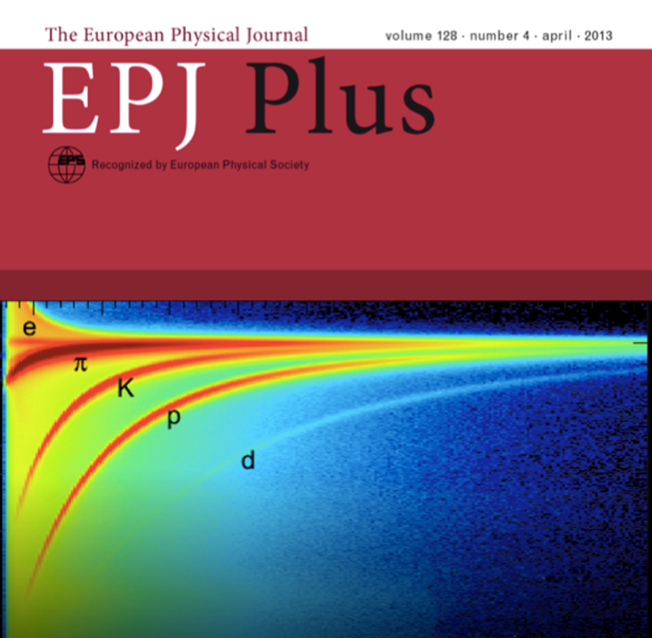 The European Physical Journal
volume 128 · number 4 · april · 2013
EPJ Plus
EPS Recognized by European Physical Society
e
π
K
p
d